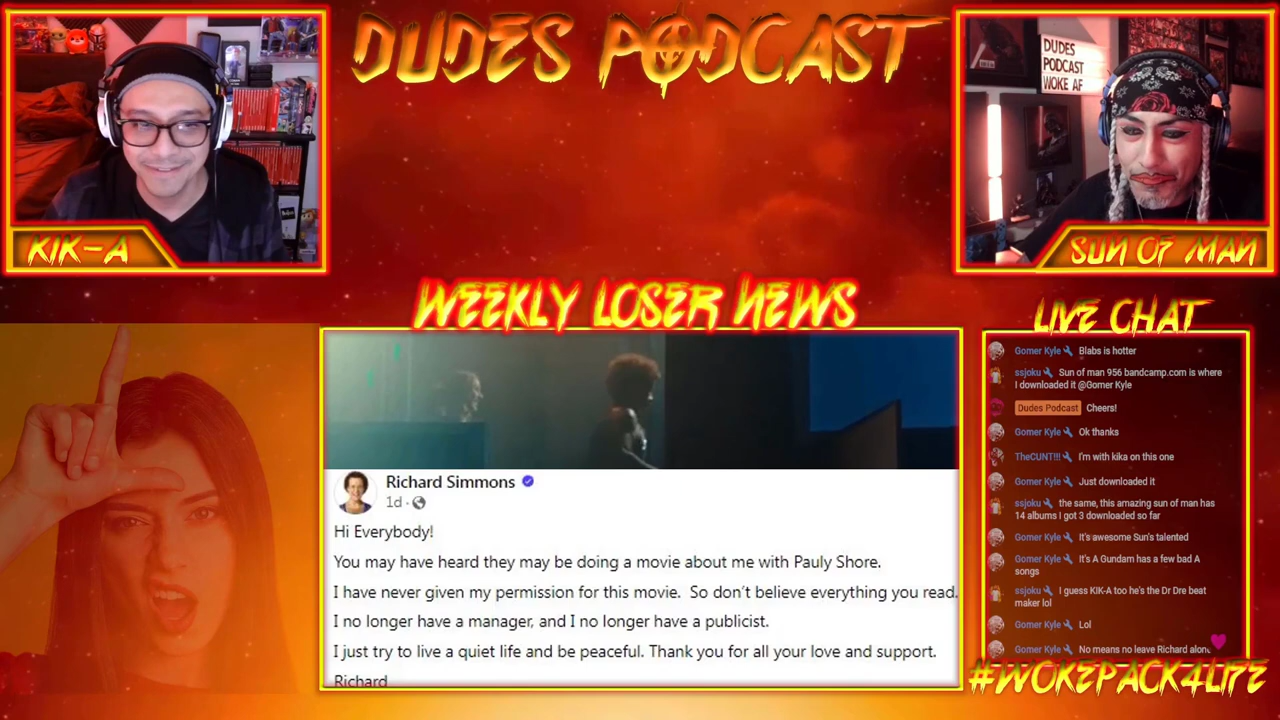 DUDES PODCAST
DUDES
PODCAST
WOKE AF
KIK-A
SUN OF MAN
WEEKLY LOSER NEWS
Richard Simmons
1d
Hi Everybody!
You may have heard they may be doing a movie about me with Pauly Shore.
I have never given my permission for this movie. So don't believe everything you read.
I no longer have a manager, and I no longer have a publicist.
I just try to live a quiet life and be peaceful. Thank you for all your love and support.
Richard
LIVE CHAT
Gomer Kyle Blabs is hotter
ssjoku Sun of man 956 bandcamp.com is where
I downloaded it @Gomer Kyle
Dudes Podcast Cheers!
Gomer Kyle Ok thanks
TheCUNT!!! I'm with kika on this one
Gomer Kyle Just downloaded it
ssjoku the same, this amazing sun of man has
14 albums I got 3 downloaded so far
Gomer Kyle It's awesome Sun's talented
Gomer Kyle It's A Gundam has a few bad A
songs
ssjoku I guess KIK-A too he's the Dr Dre beat
maker lol
Gomer Kyle Lol
Gomer Kyle No means no leave Richard alone
#WOKEPACK4LIFE